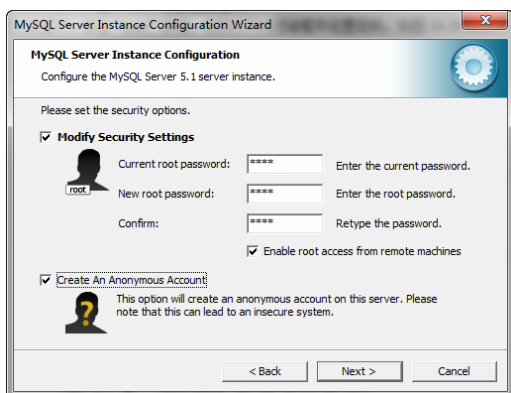 MySQL Server Instance Configuration Wizard
MySQL Server Instance Configuration
Configure the MySQL Server 5.1 server instance.
Please set the security options.
Modify Security Settings
root
Current root password: **** Enter the current password.
New root password: **** Enter the root password.
Confirm: **** Retype the password.
Enable root access from remote machines
Create An Anonymous Account
This option will create an anonymous account on this server. Please
note that this can lead to an insecure system.
< Back Next > Cancel